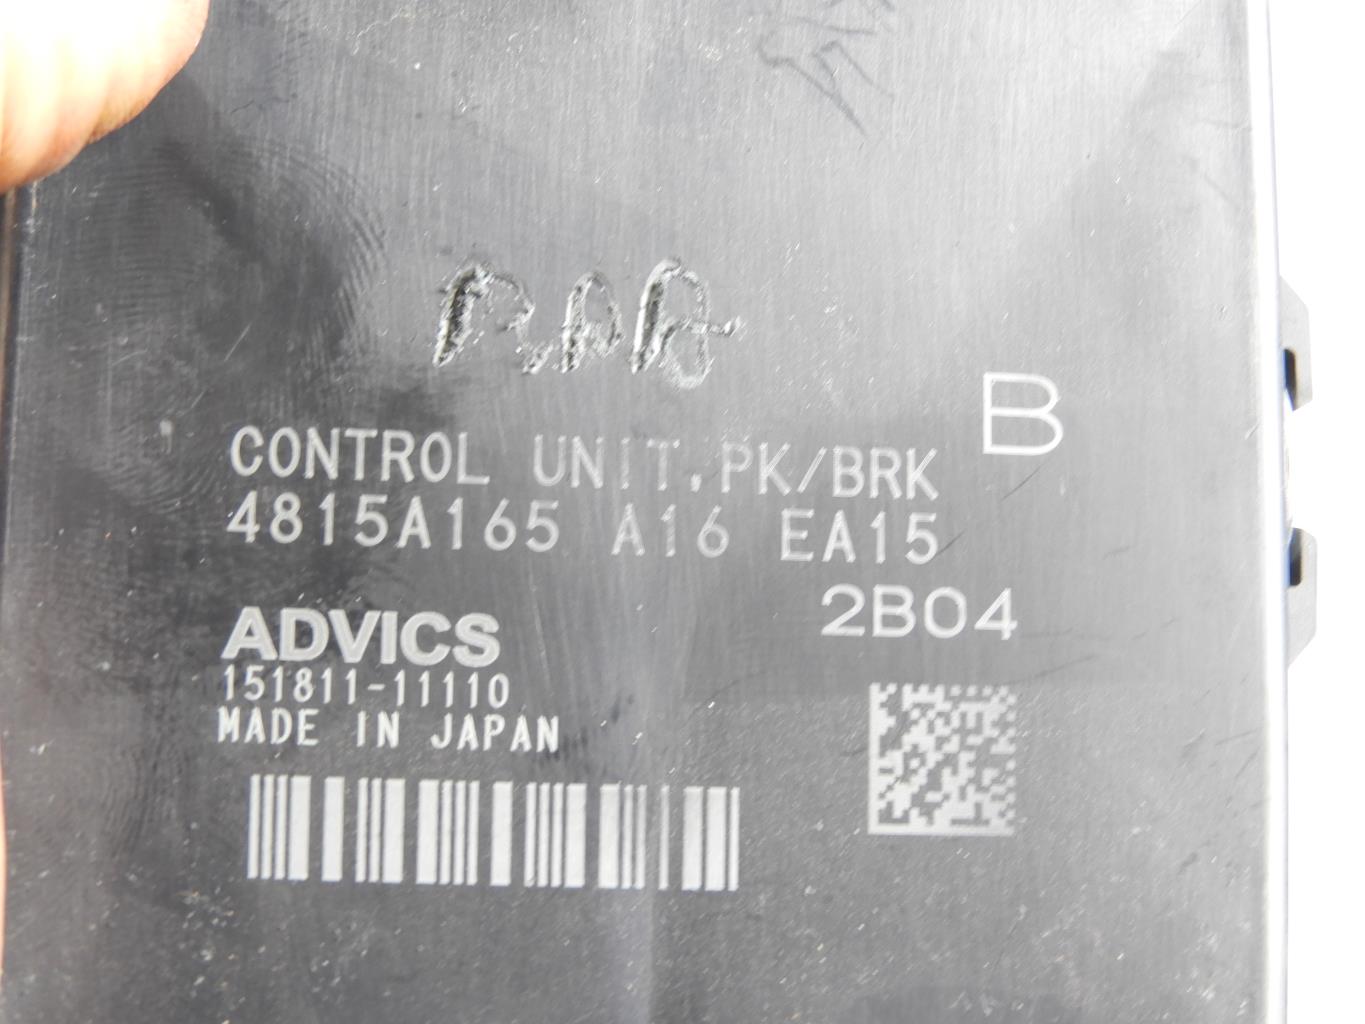 B
CONTROL UNIT,PK/BRK
4815A165 A16 EA15
2B04
ADVICS
151811-11110
MADE IN JAPAN